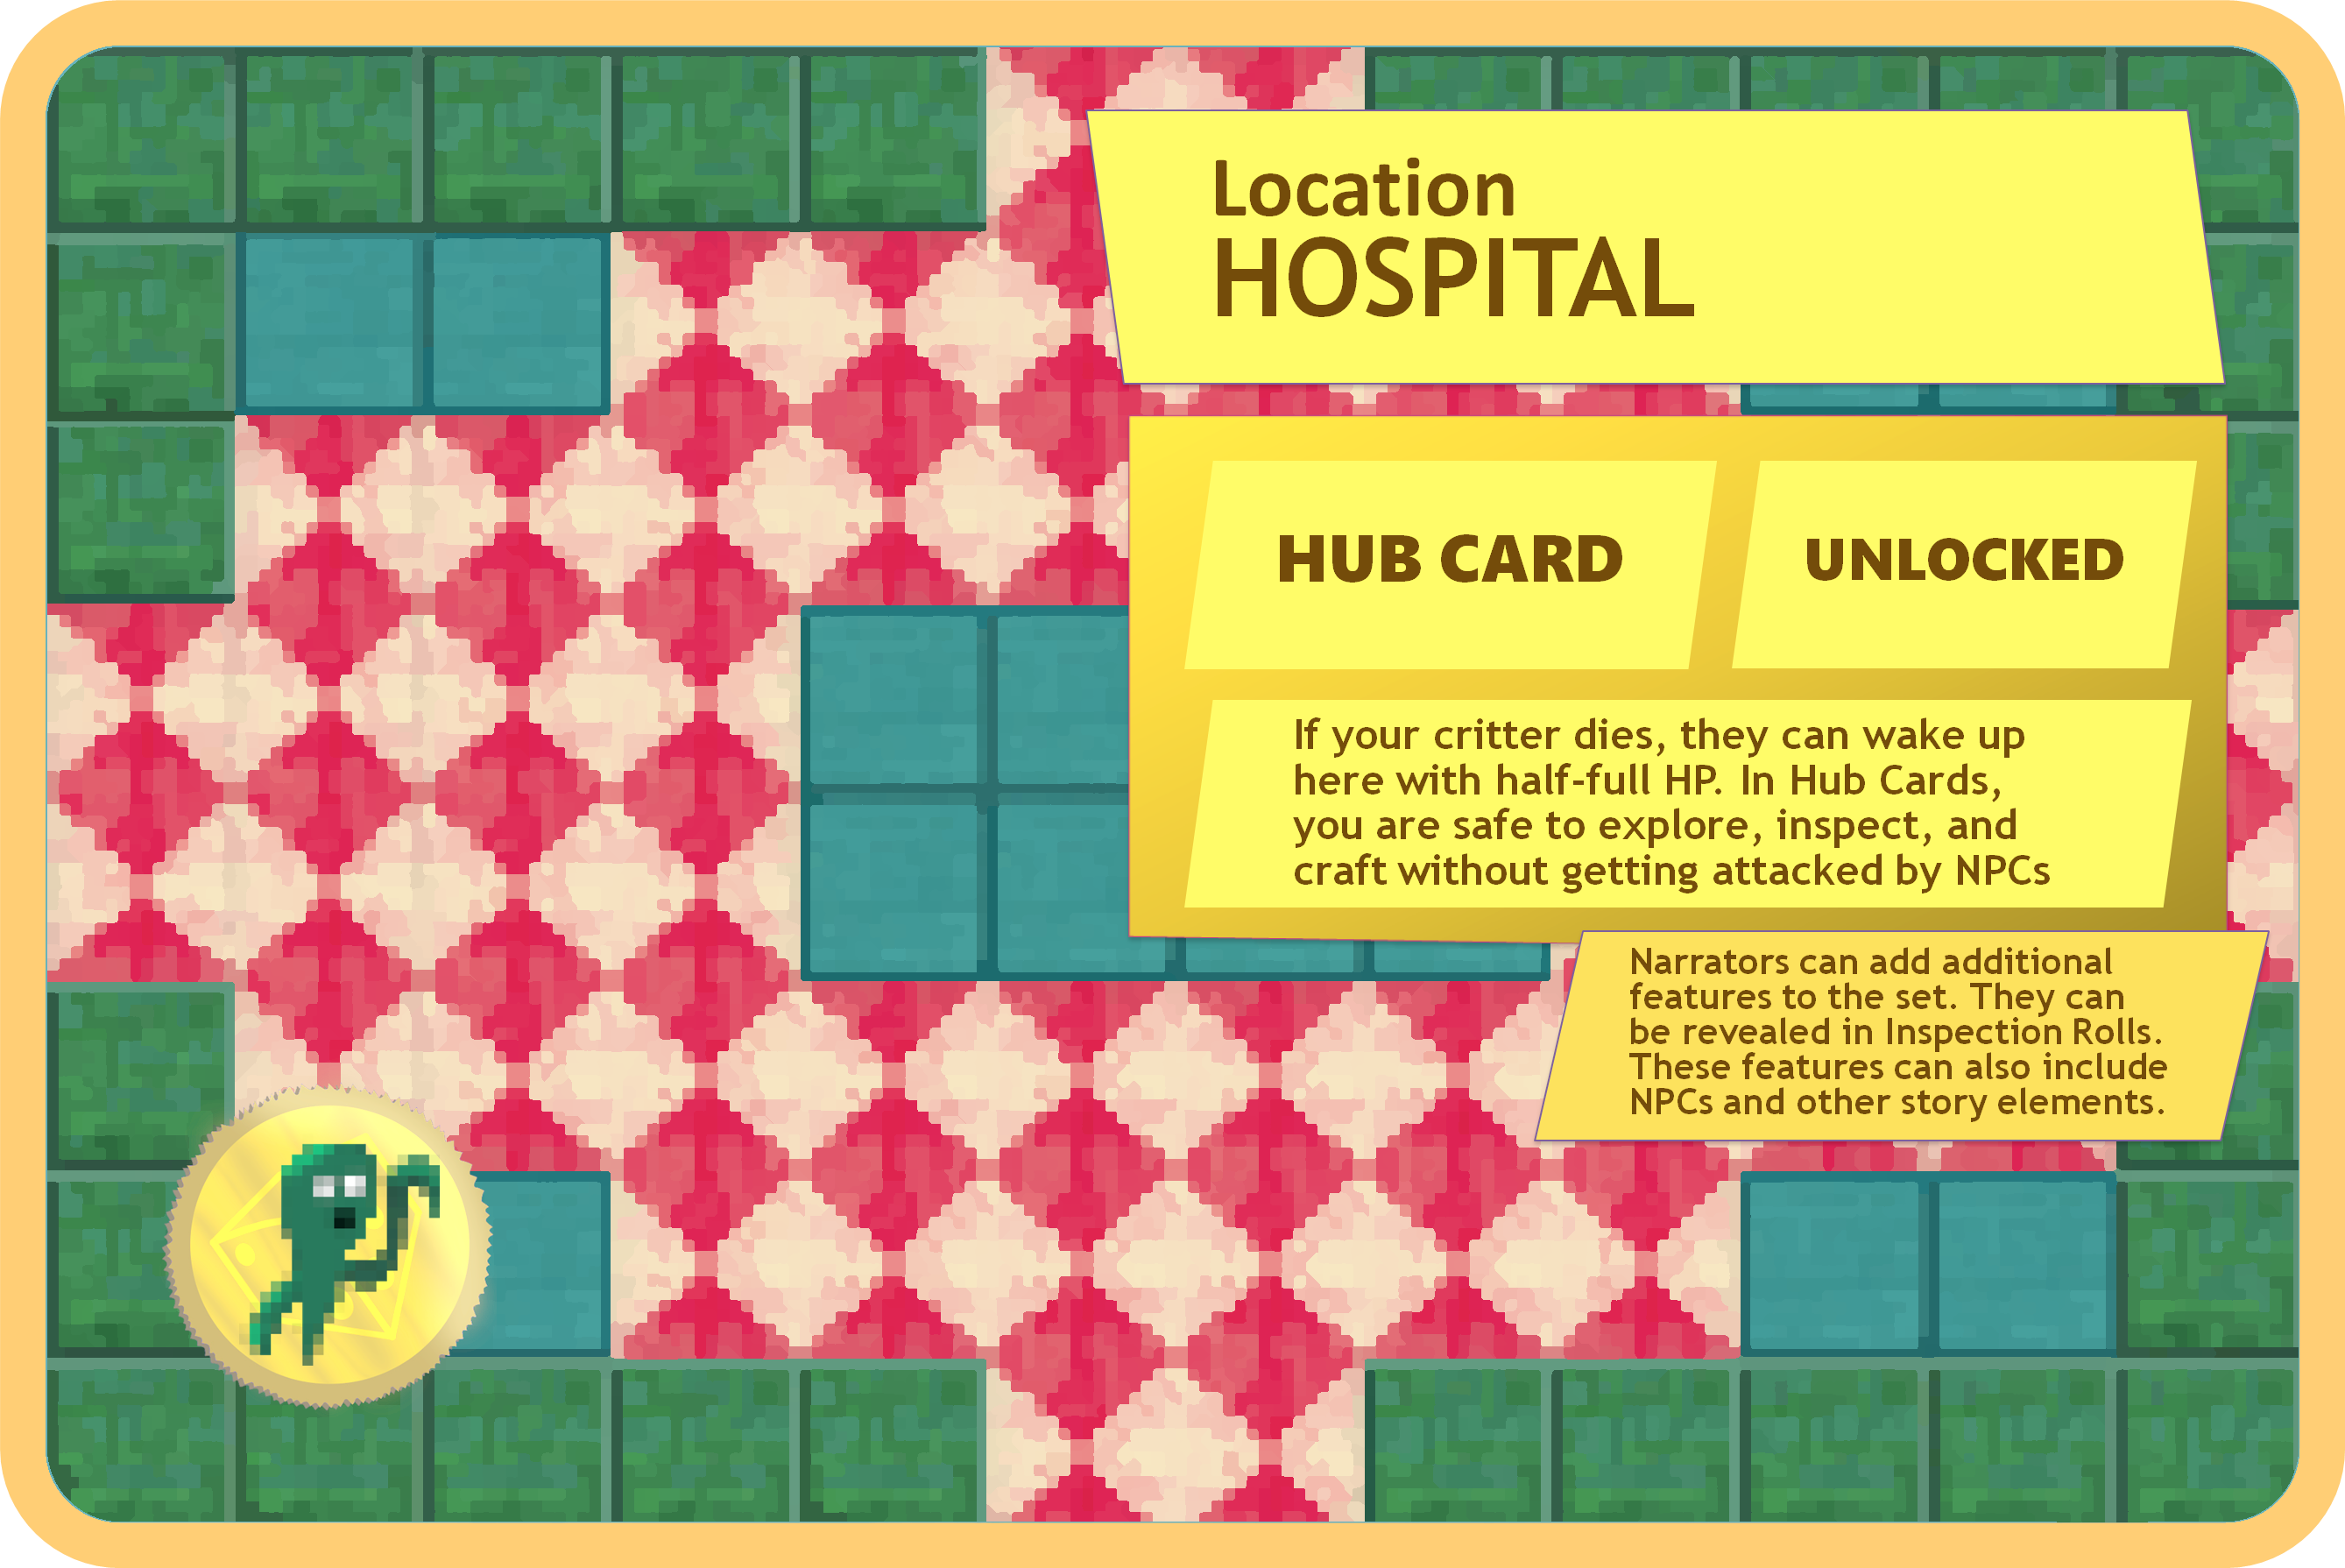 Location
HOSPITAL
HUB CARD
UNLOCKED
If your critter dies, they can wake up
here with half-full HP. In Hub Cards,
you are safe to explore, inspect, and
craft without getting attacked by NPCs
Narrators can add additional
features to the set. They can
be revealed in Inspection Rolls.
These features can also include
NPCs and other story elements.